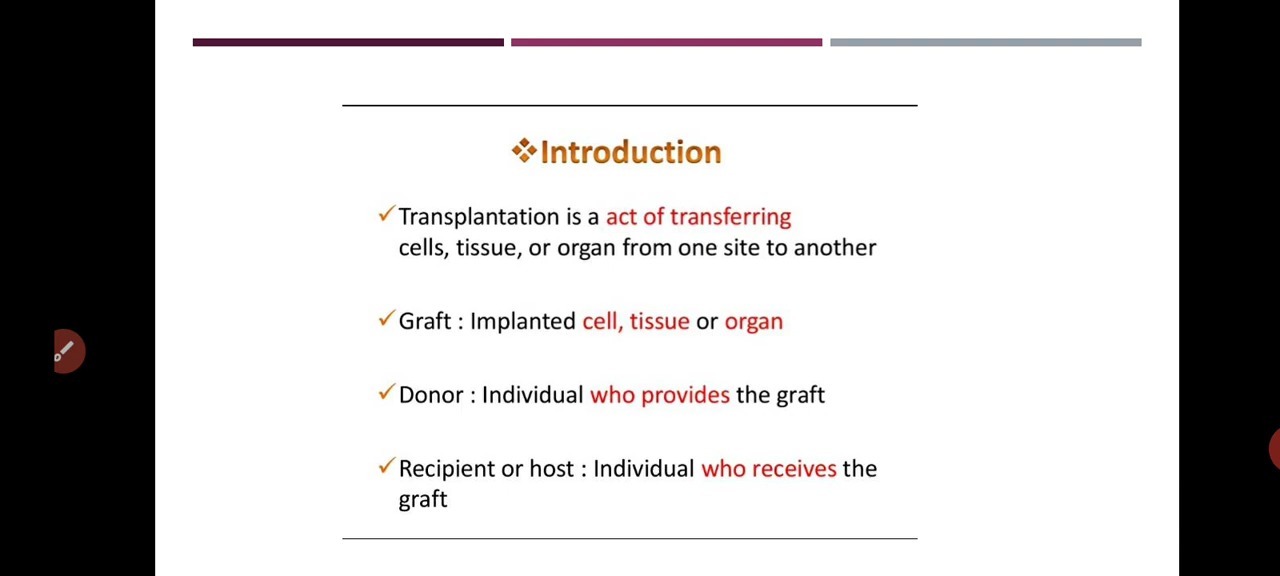 ❖Introduction
✓Transplantation is a act of transferring
cells, tissue, or organ from one site to another
✓Graft : Implanted cell, tissue or organ
✓Donor : Individual who provides the graft
✓Recipient or host : Individual who receives the
graft